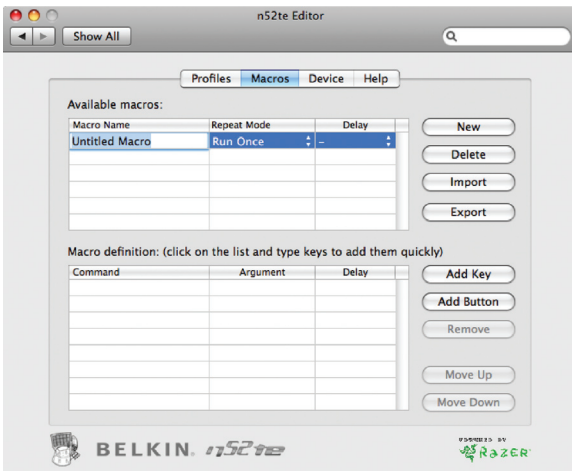 n52te Editor
Show All
Profiles Macros Device Help
Available macros:
Macro Name Repeat Mode Delay
Untitled Macro Run Once –
New
Delete
Import
Export
Macro definition: (click on the list and type keys to add them quickly)
Command Argument Delay
Add Key
Add Button
Remove
Move Up
Move Down
BELKIN. n52te
POWERED BY
RAZER